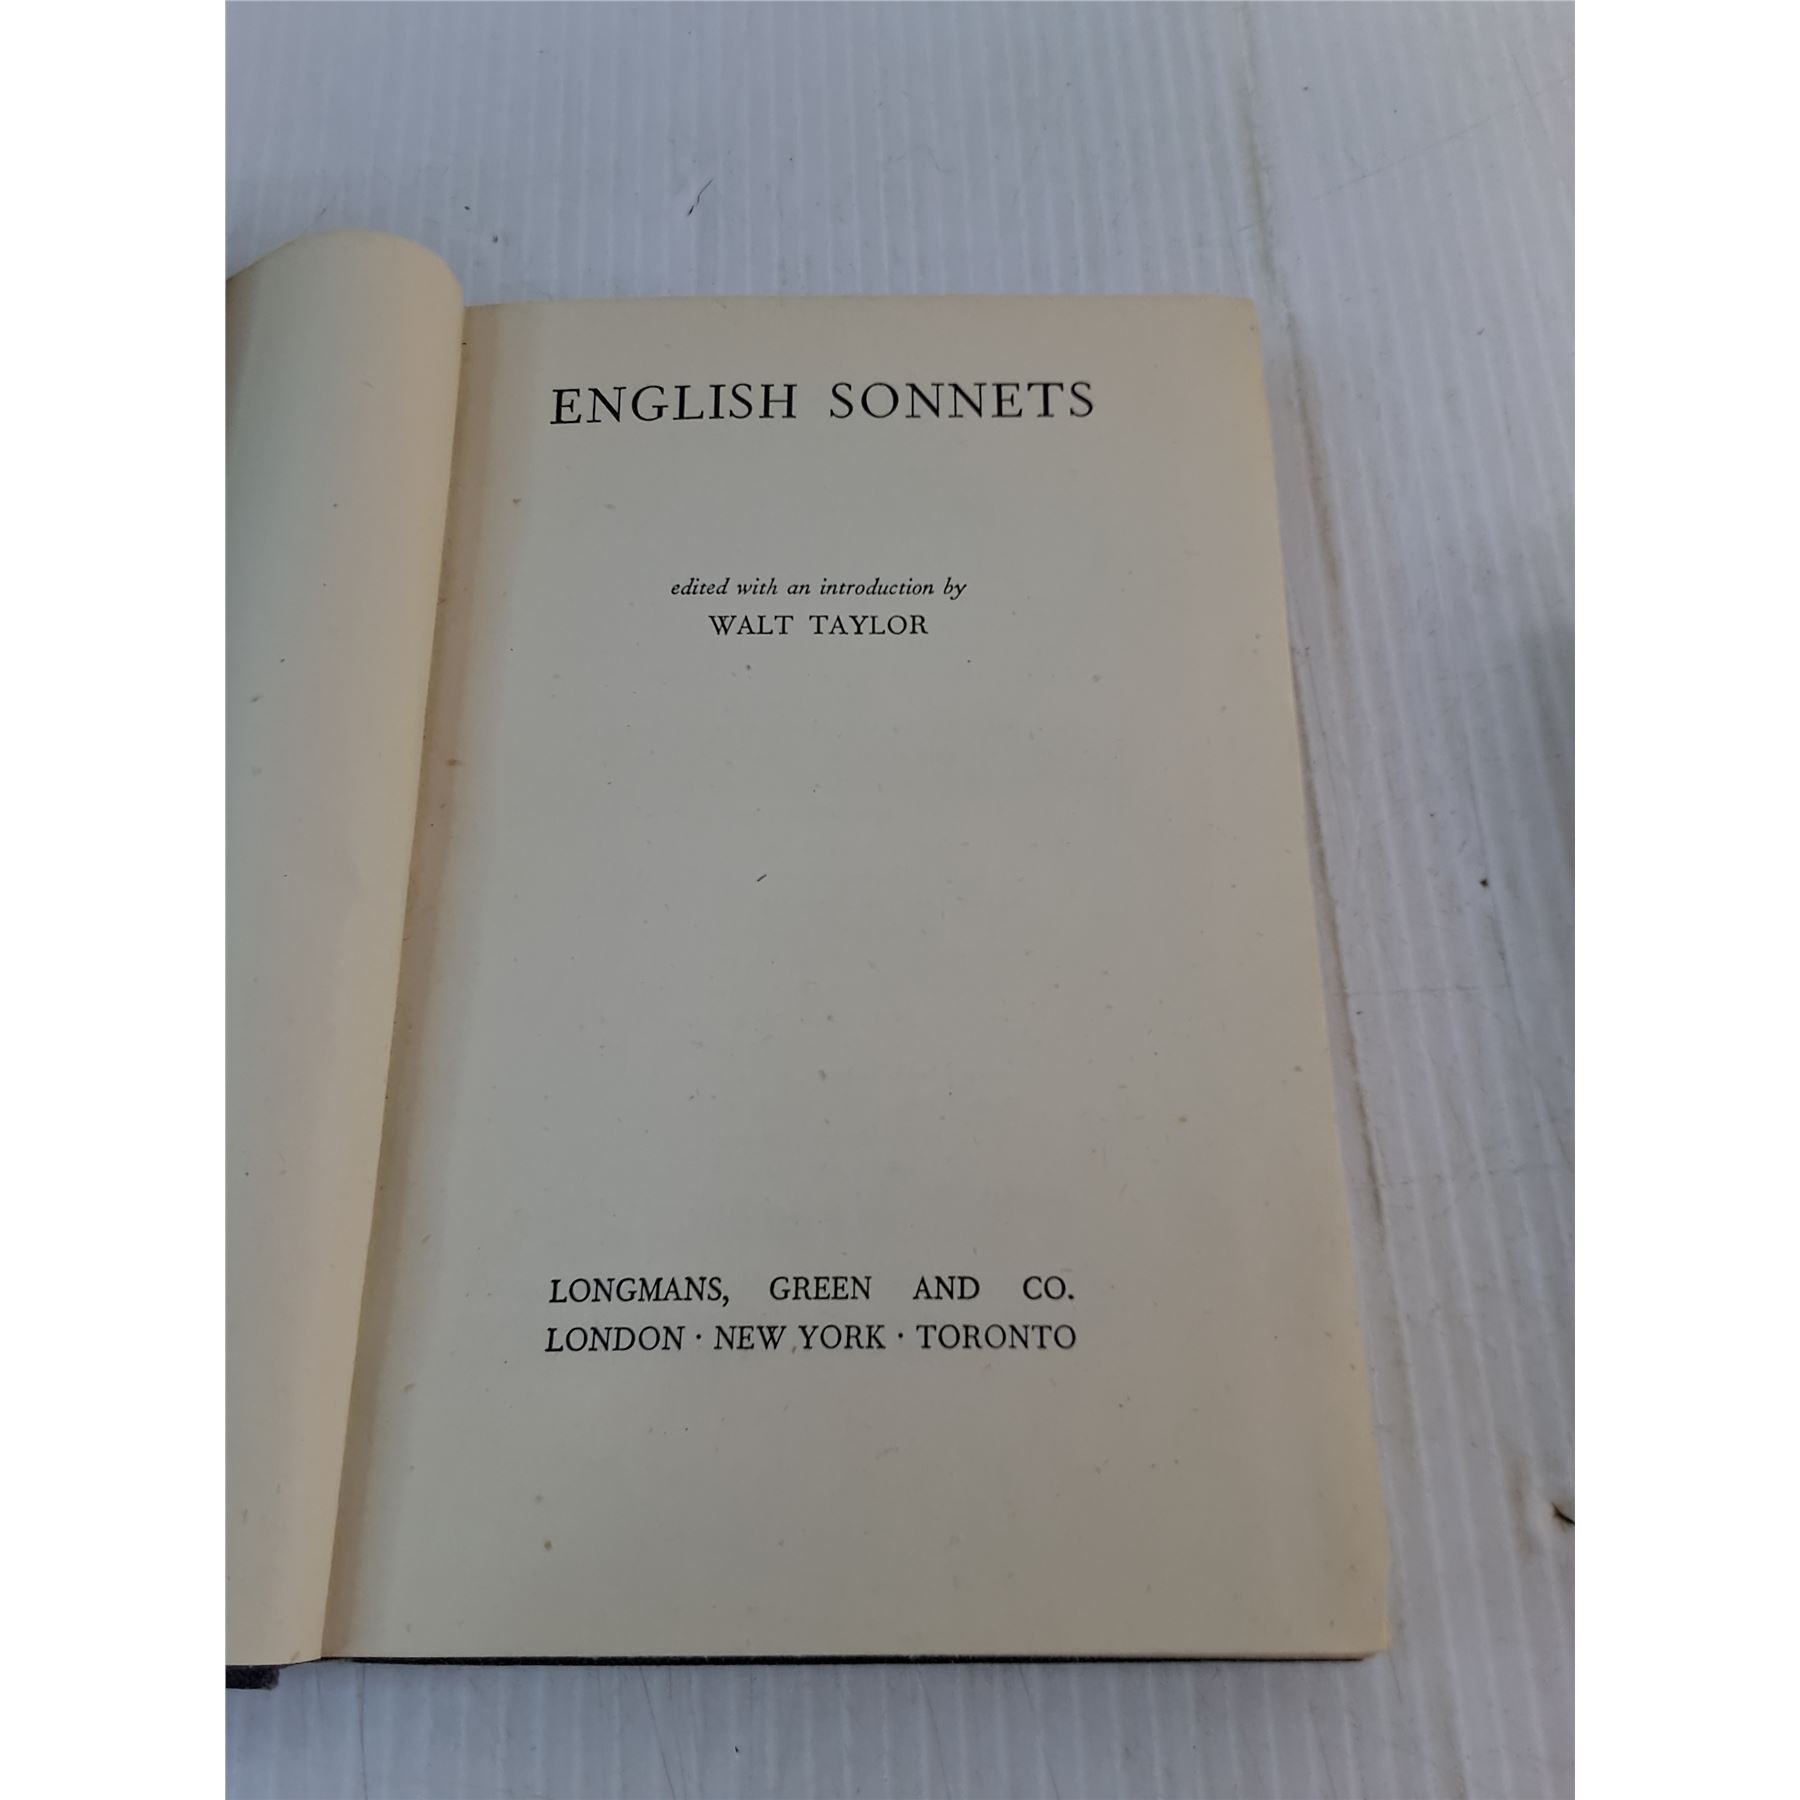 ENGLISH SONNETS
edited with an introduction by
WALT TAYLOR
LONGMANS, GREEN AND CO.
LONDON · NEW YORK · TORONTO